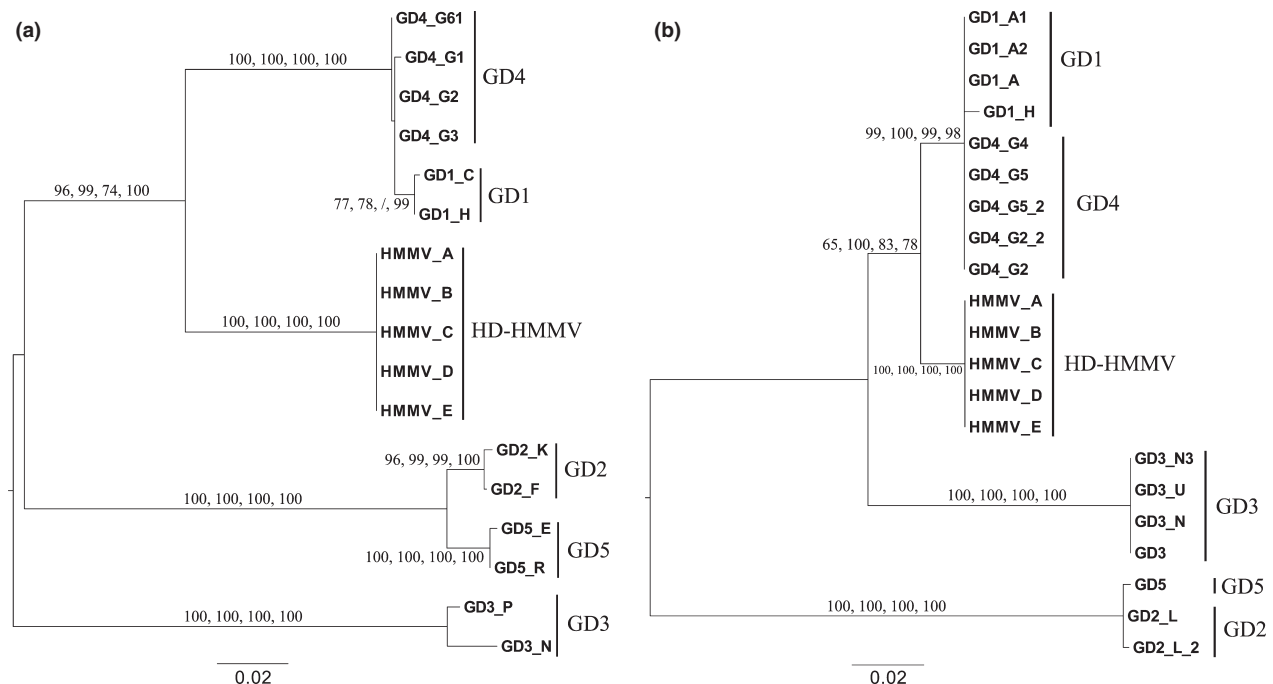 (a)
GD4_G61
GD4_G1
100, 100, 100, 100
GD4
GD4_G2
GD4_G3
GD1_C
96, 99, 74, 100
GD1
77, 78, /, 99
GD1_H
HMMV_A
HMMV_B
100, 100, 100, 100
HMMV_C
HD-HMMV
HMMV_D
HMMV_E
GD2_K
96, 99, 99, 100
GD2
GD2_F
100, 100, 100, 100
GD5_E
GD5
100, 100, 100, 100
GD5_R
GD3_P
100, 100, 100, 100
GD3
GD3_N
0.02
(b)
GD1_A1
GD1_A2
GD1
GD1_A
GD1_H
99, 100, 99, 98
GD4_G4
GD4_G5
GD4
GD4_G5_2
GD4_G2_2
65, 100, 83, 78
GD4_G2
HMMV_A
HMMV_B
HMMV_C
HD-HMMV
100, 100, 100, 100
HMMV_D
HMMV_E
GD3_N3
100, 100, 100, 100
GD3_U
GD3
GD3_N
GD3
GD5
GD5
100, 100, 100, 100
GD2_L
GD2
GD2_L_2
0.02